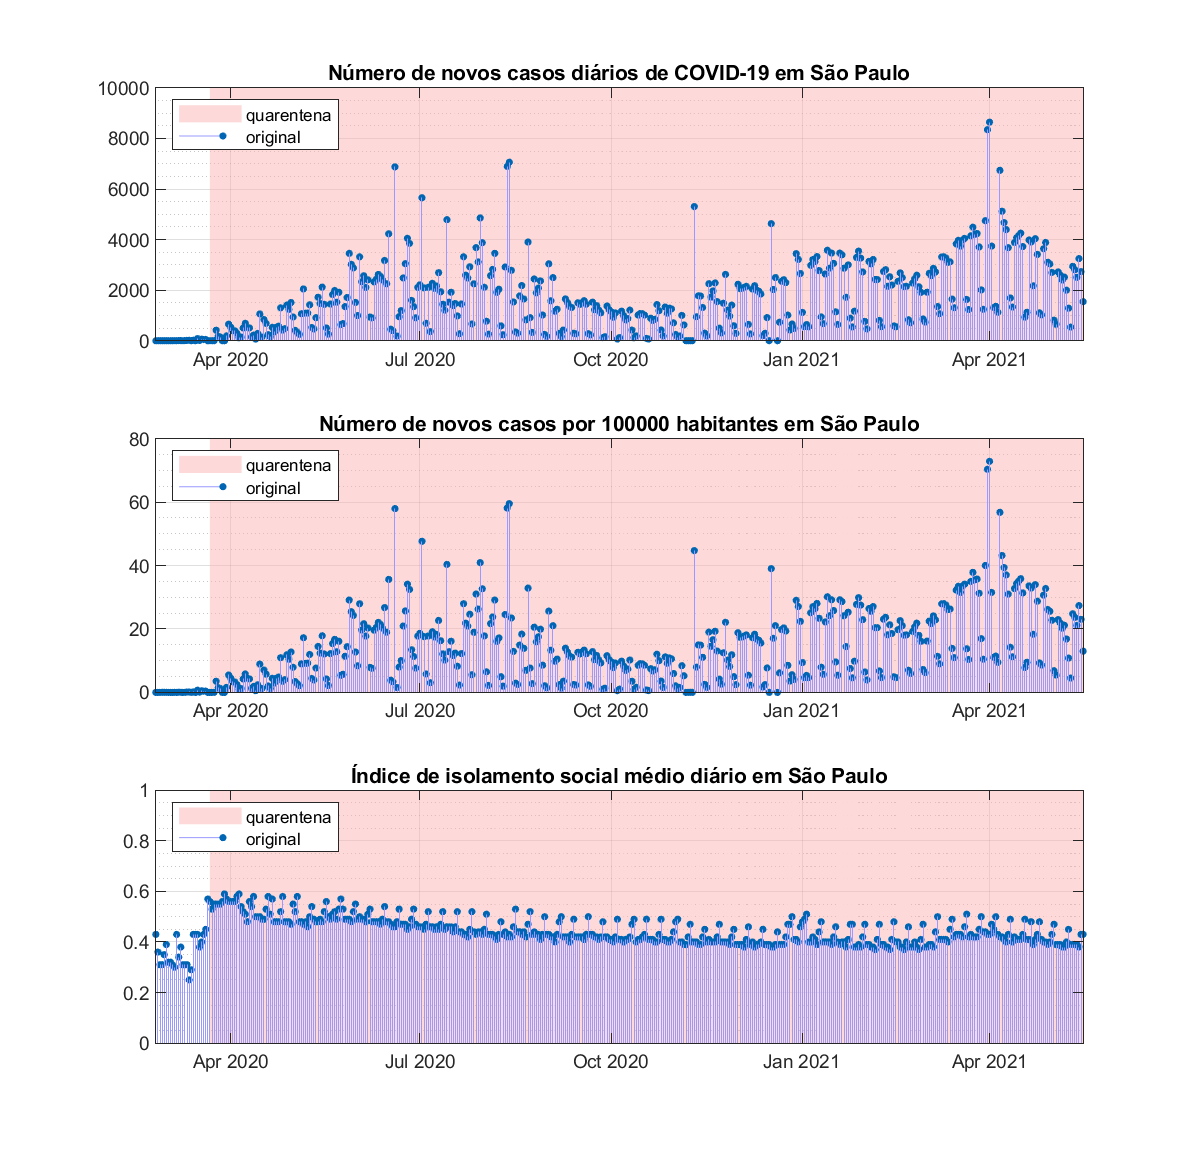 Número de novos casos diários de COVID-19 em São Paulo
10000
8000
6000
4000
2000
0
quarentena
original
Apr 2020
Jul 2020
Oct 2020
Jan 2021
Apr 2021
Número de novos casos por 100000 habitantes em São Paulo
80
60
40
20
0
quarentena
original
Apr 2020
Jul 2020
Oct 2020
Jan 2021
Apr 2021
Índice de isolamento social médio diário em São Paulo
1
0.8
0.6
0.4
0.2
0
quarentena
original
Apr 2020
Jul 2020
Oct 2020
Jan 2021
Apr 2021